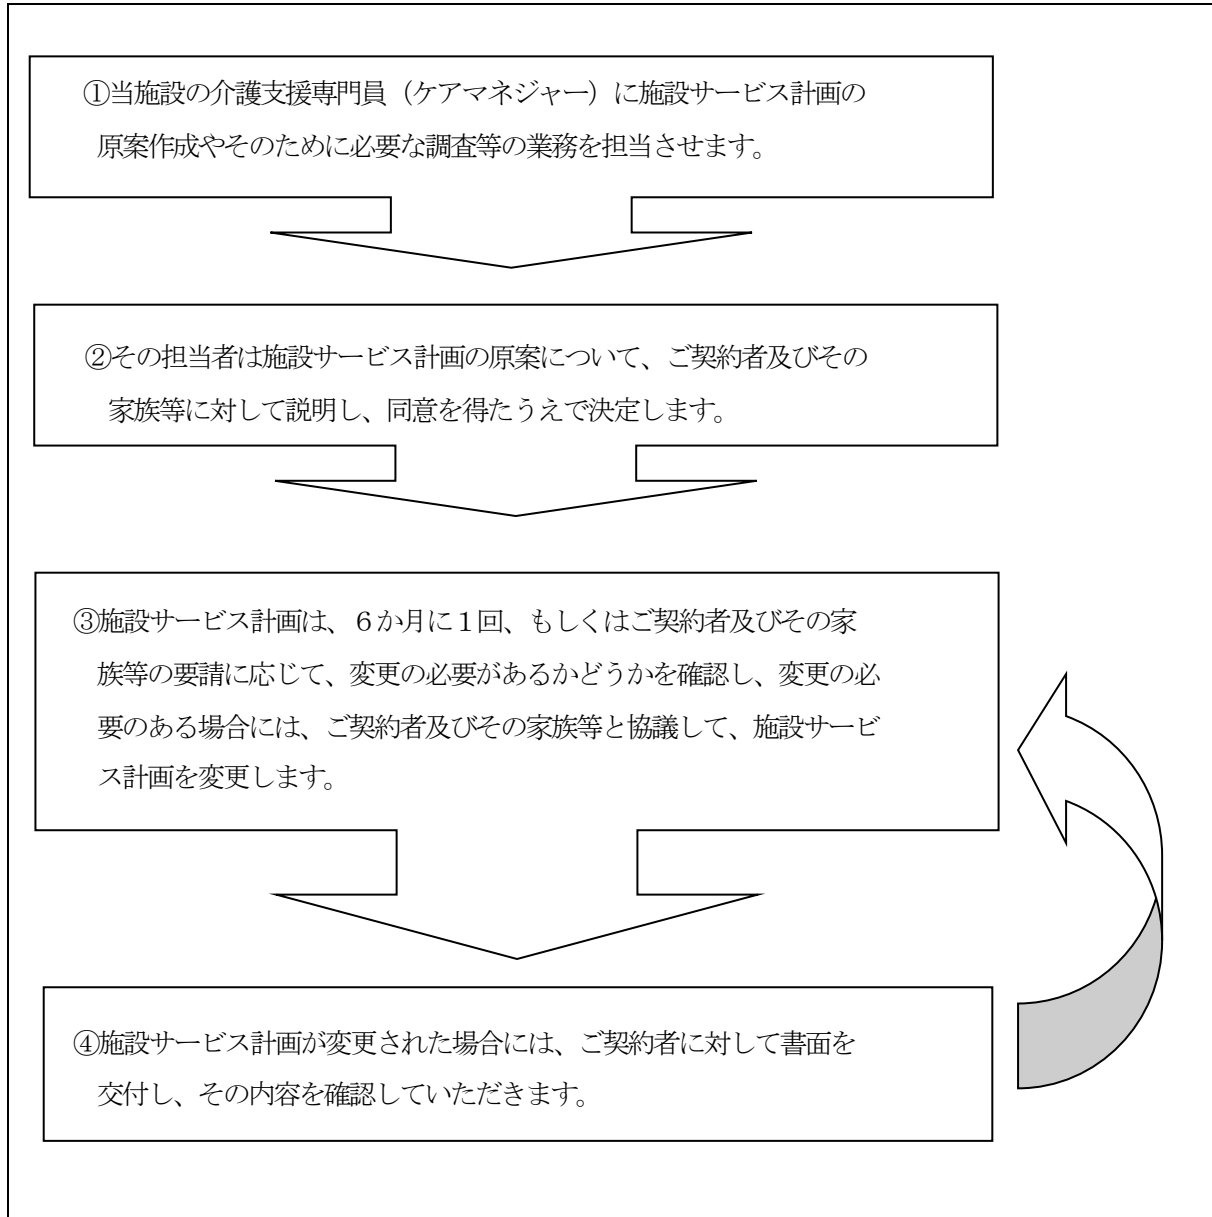 ①当施設の介護支援専門員（ケアマネジャー）に施設サービス計画の
原案作成やそのために必要な調査等の業務を担当させます。
②その担当者は施設サービス計画の原案について、ご契約者及びその
家族等に対して説明し、同意を得たうえで決定します。
③施設サービス計画は、６か月に１回、もしくはご契約者及びその家
族等の要請に応じて、変更の必要があるかどうかを確認し、変更の必
要のある場合には、ご契約者及びその家族等と協議して、施設サービ
ス計画を変更します。
④施設サービス計画が変更された場合には、ご契約者に対して書面を
交付し、その内容を確認していただきます。